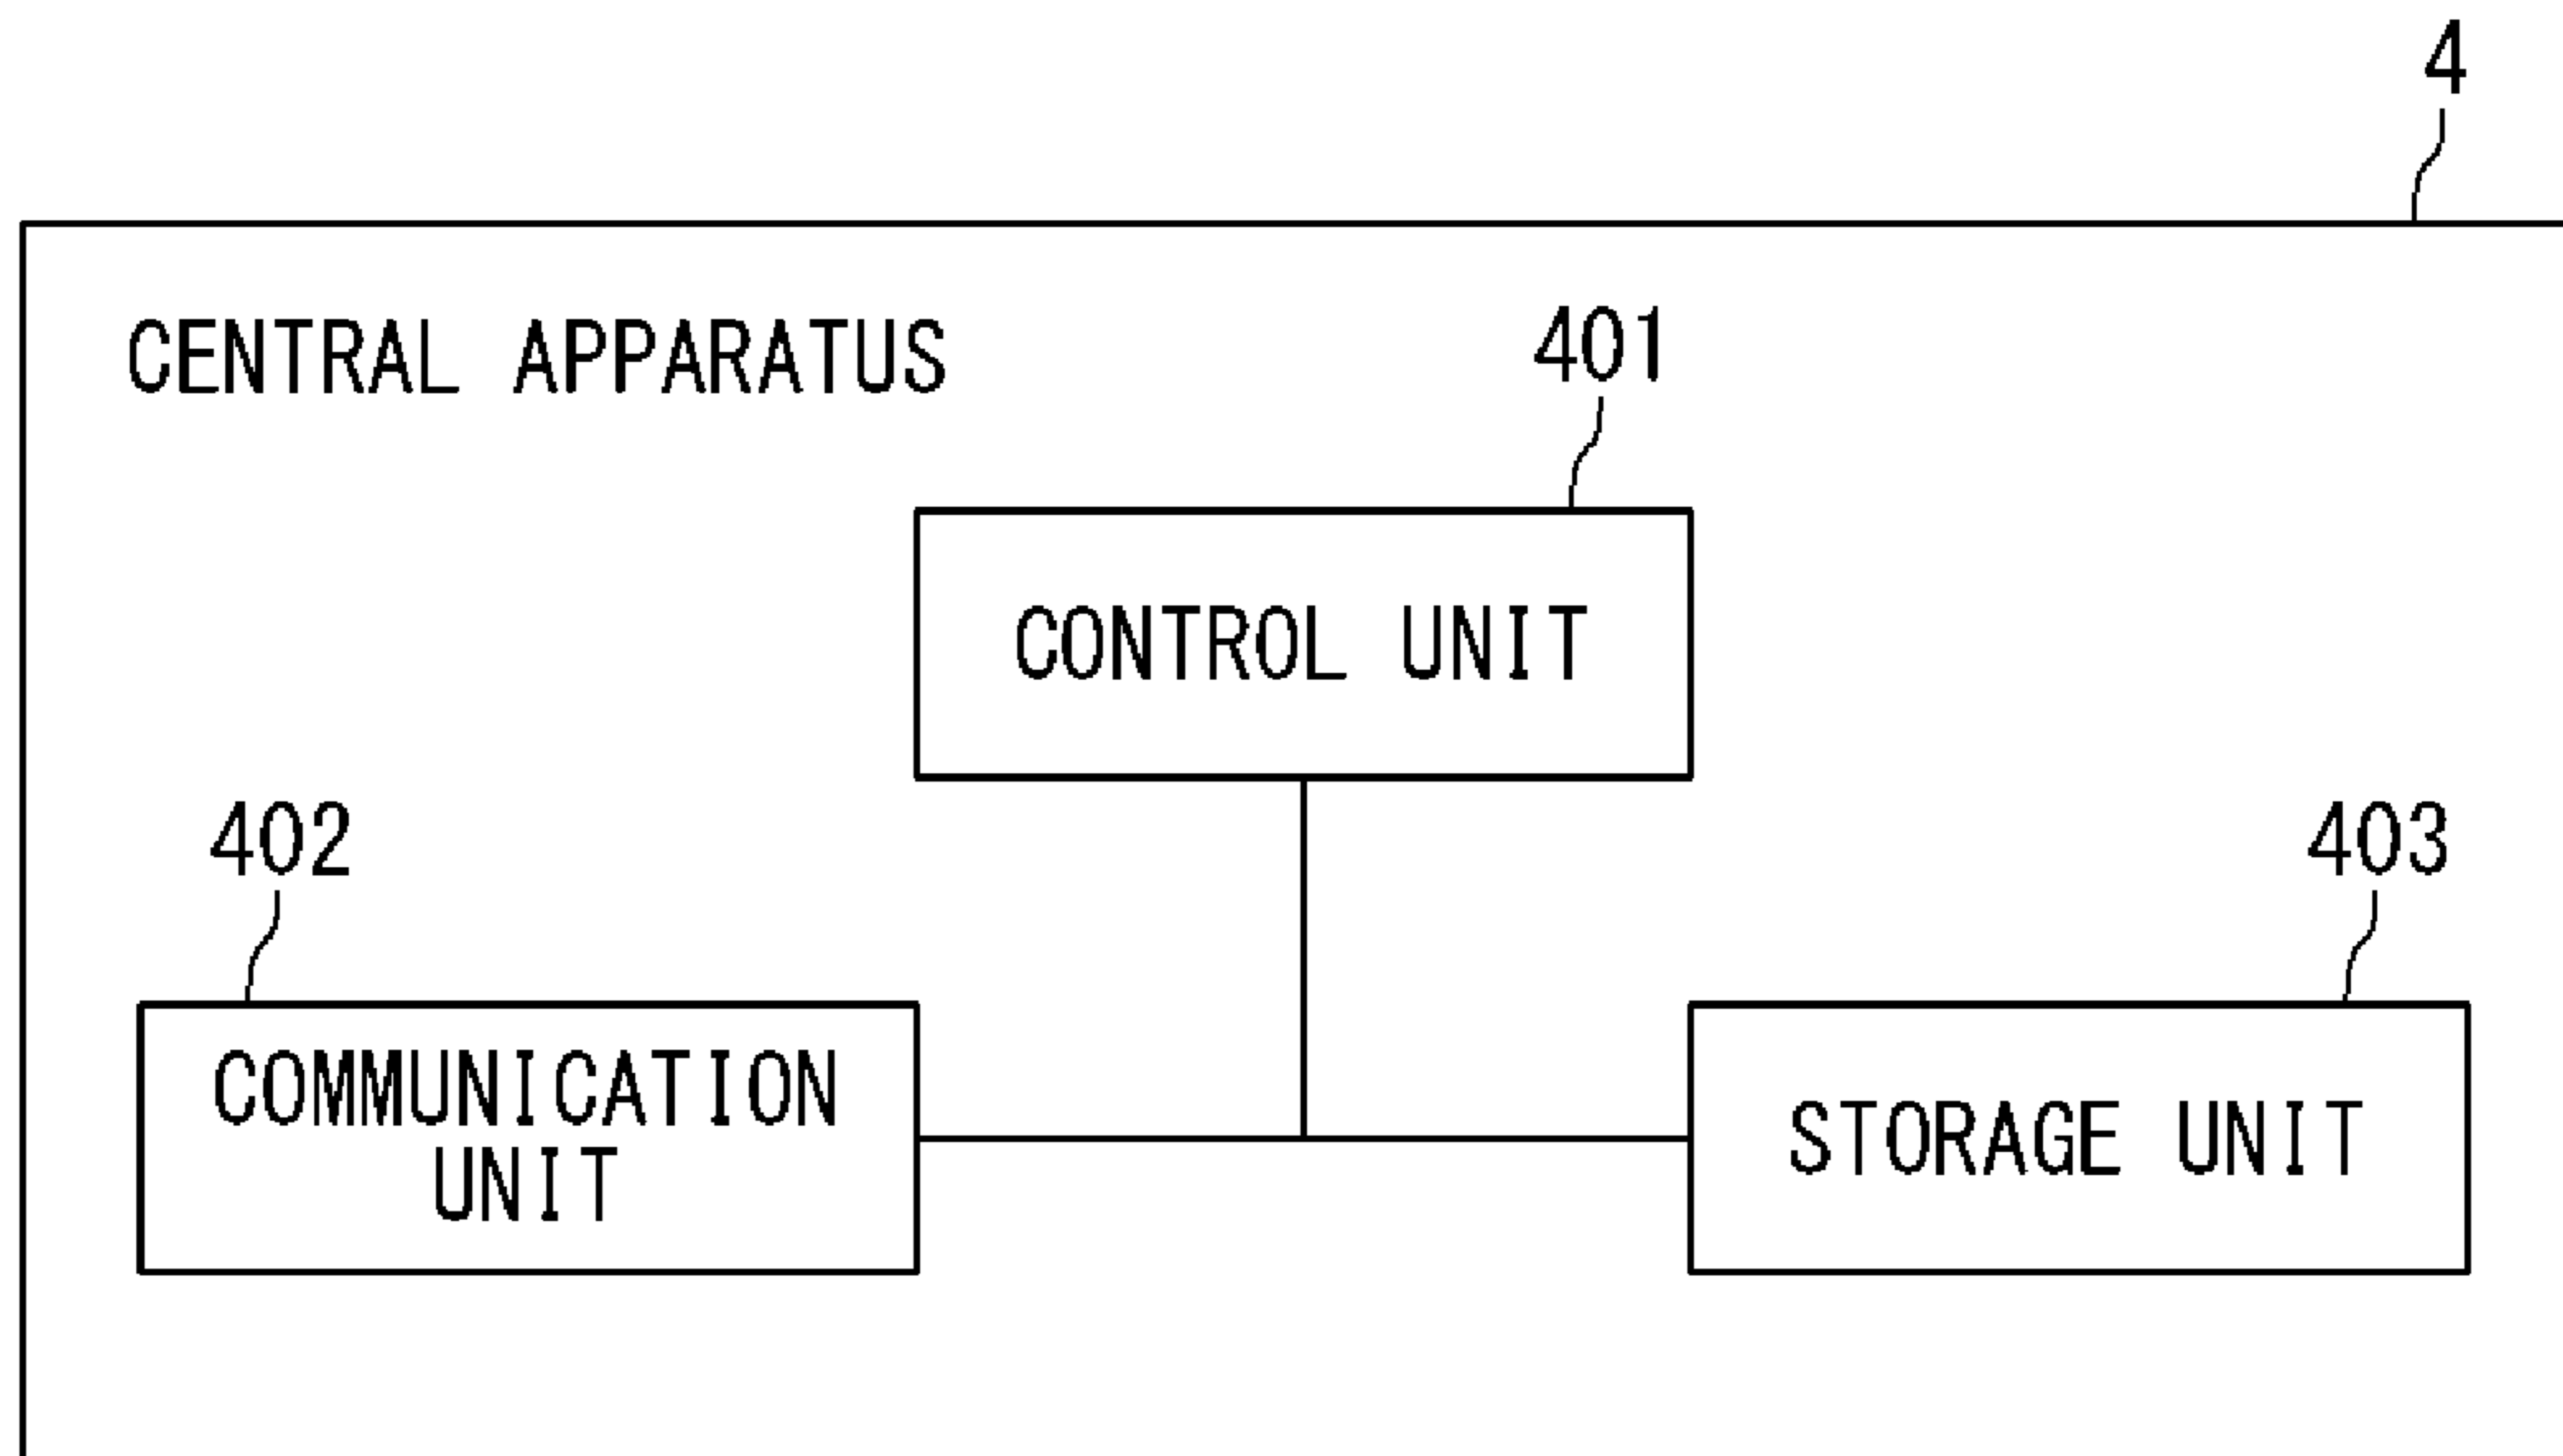 4
CENTRAL APPARATUS
401
CONTROL UNIT
402
403
COMMUNICATION
UNIT
STORAGE UNIT